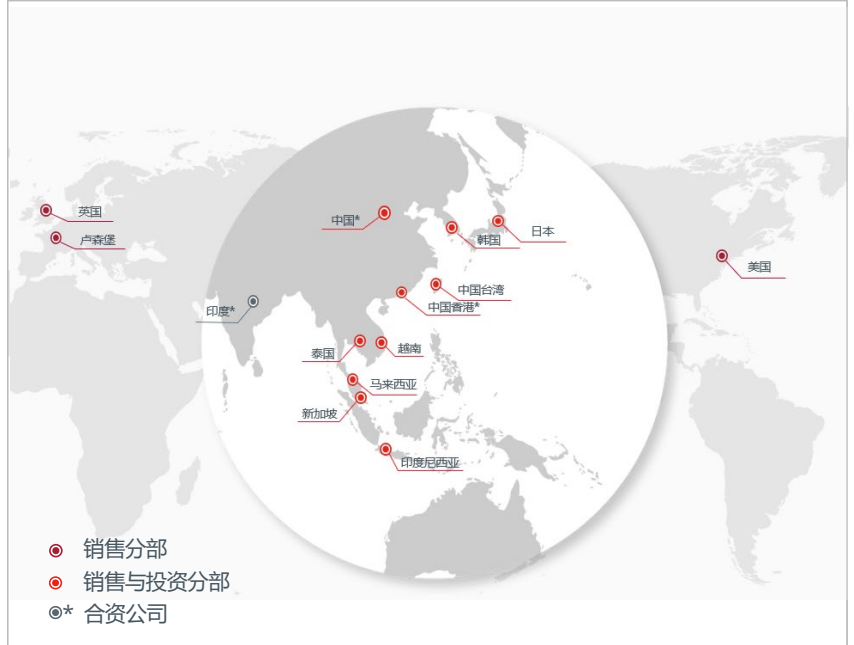 英国
卢森堡
中国*
韩国
日本
美国
中国台湾
中国香港*
印度*
泰国
越南
马来西亚
新加坡
印度尼西亚
销售分部
销售与投资分部
* 合资公司